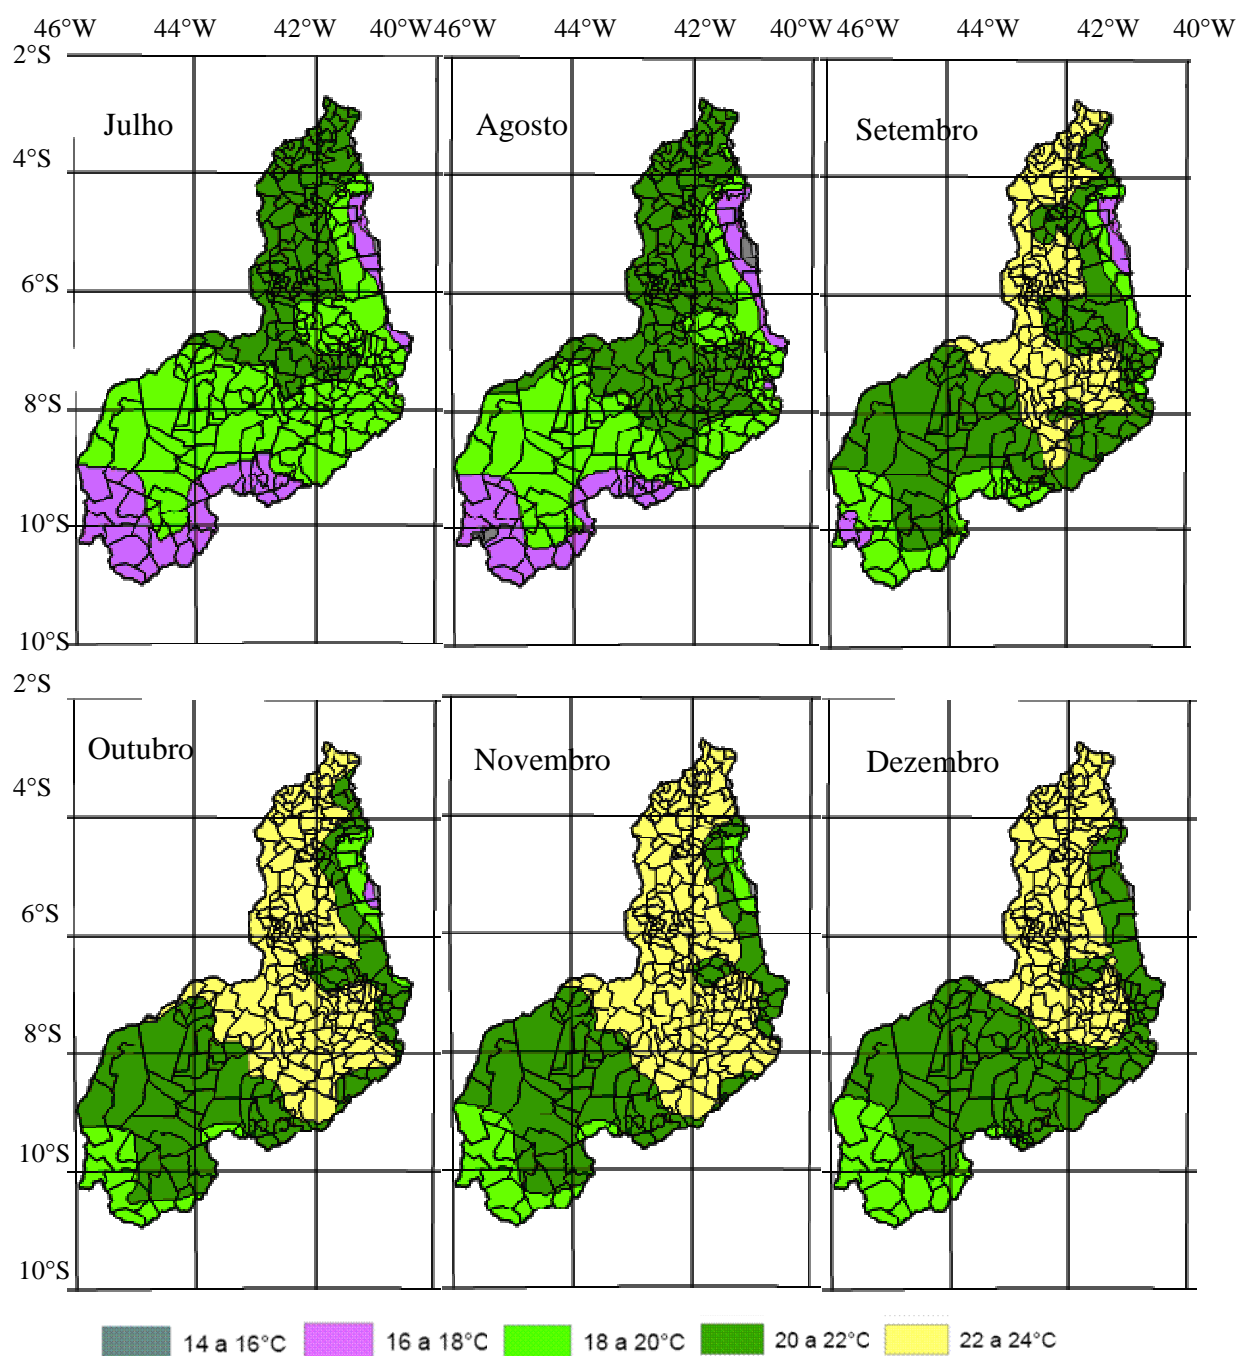 46°W 44°W 42°W 40°W 46°W 44°W 42°W 40°W 46°W 44°W 42°W 40°W
2°S
Julho Agosto Setembro
4°S
6°S
8°S
10°S
10°S
2°S
Outubro Novembro Dezembro
4°S
6°S
8°S
10°S
10°S
14 a 16°C 16 a 18°C 18 a 20°C 20 a 22°C 22 a 24°C